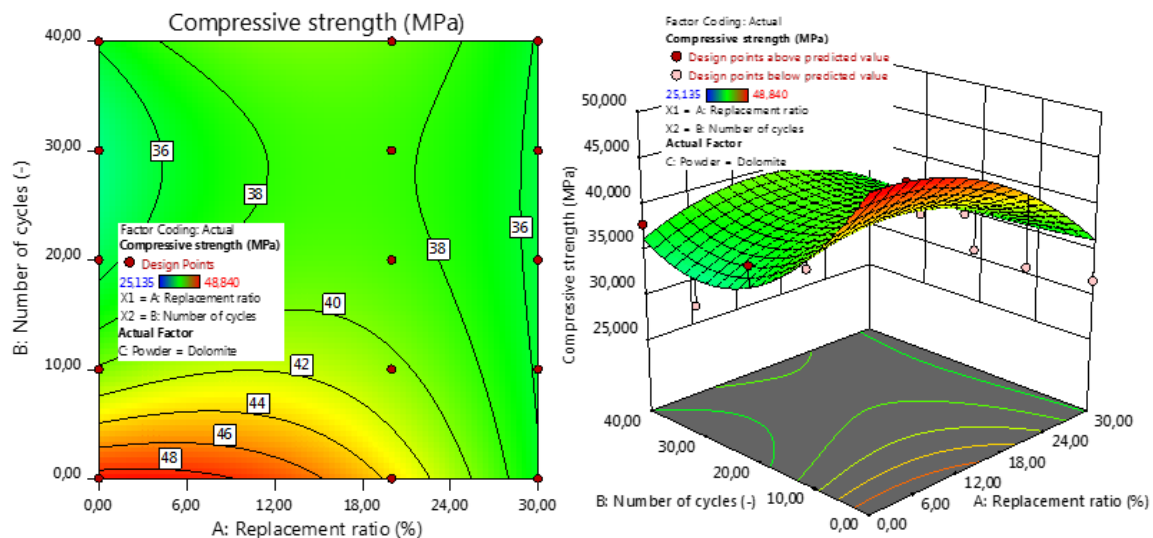 Compressive strength (MPa)
40,00
30,00
20,00
10,00
0,00
B: Number of cycles (-)
36
38
38
36
40
42
44
46
48
Factor Coding: Actual
Compressive strength (MPa)
Design Points
25,135 48,840
X1 = A: Replacement ratio
X2 = B: Number of cycles
Actual Factor
C: Powder = Dolomite
0,00 6,00 12,00 18,00 24,00 30,00
A: Replacement ratio (%)
Factor Coding: Actual
Compressive strength (MPa)
Design points above predicted value
Design points below predicted value
25,135 48,840
X1 = A: Replacement ratio
X2 = B: Number of cycles
Actual Factor
C: Powder = Dolomite
50,000
45,000
40,000
35,000
30,000
25,000
Compressive strength (MPa)
40,00
30,00
20,00
10,00
0,00
B: Number of cycles (-)
0,00
6,00
12,00
18,00
24,00
30,00
A: Replacement ratio (%)